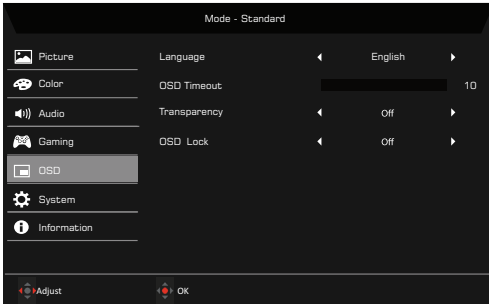 Mode - Standard
Picture
Language English
Color
OSD Timeout 10
Audio
Transparency Off
Gaming
OSD Lock Off
OSD
System
Information
Adjust OK